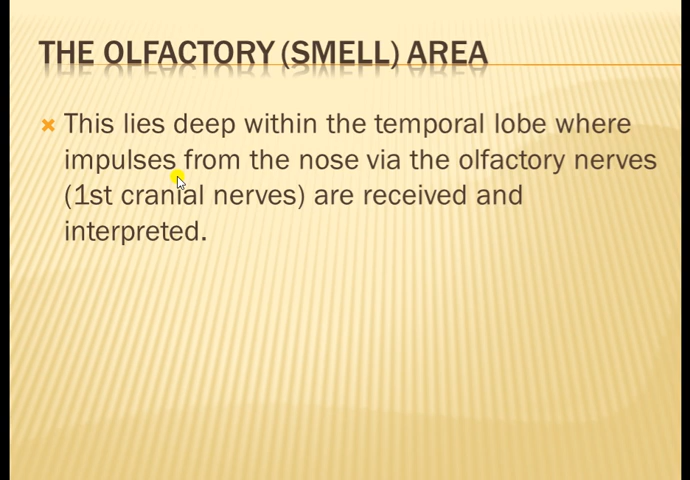 THE OLFACTORY (SMELL) AREA
This lies deep within the temporal lobe where
impulses from the nose via the olfactory nerves
(1st cranial nerves) are received and
interpreted.